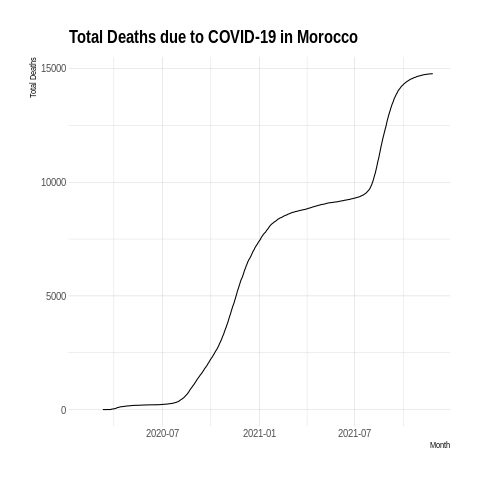 Total Deaths due to COVID-19 in Morocco
Total Deaths
15000
10000
5000
0
2020-07
2021-01
2021-07
Month